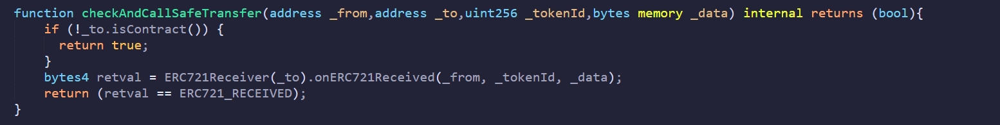 function checkAndCallSafeTransfer(address _from,address _to,uint256 _tokenId,bytes memory _data) internal returns (bool){
    if (!_to.isContract()) {
      return true;
    }
    bytes4 retval = ERC721Receiver(_to).onERC721Received(_from, _tokenId, _data);
    return (retval == ERC721_RECEIVED);
}